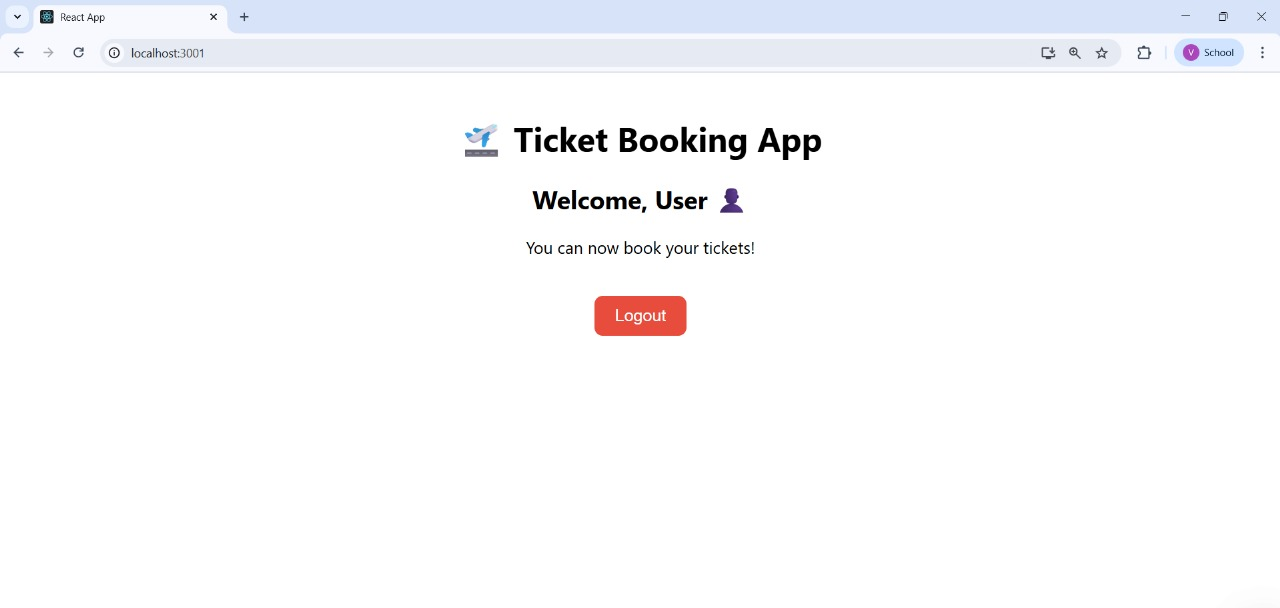 React App
localhost:3001
V School
✈️ Ticket Booking App
Welcome, User 👤
You can now book your tickets!
Logout